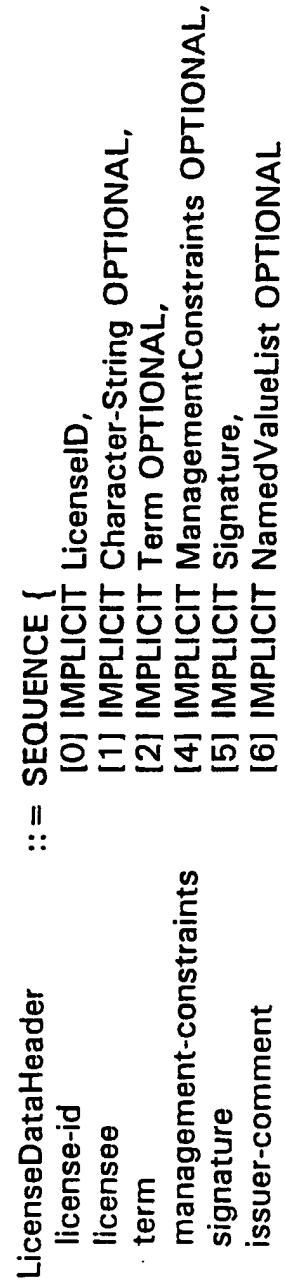 LicenseDataHeader ::= SEQUENCE {
license-id [0] IMPLICIT LicenseID,
licensee [1] IMPLICIT Character-String OPTIONAL,
term [2] IMPLICIT Term OPTIONAL,
management-constraints [4] IMPLICIT ManagementConstraints OPTIONAL,
signature [5] IMPLICIT Signature,
issuer-comment [6] IMPLICIT NamedValueList OPTIONAL